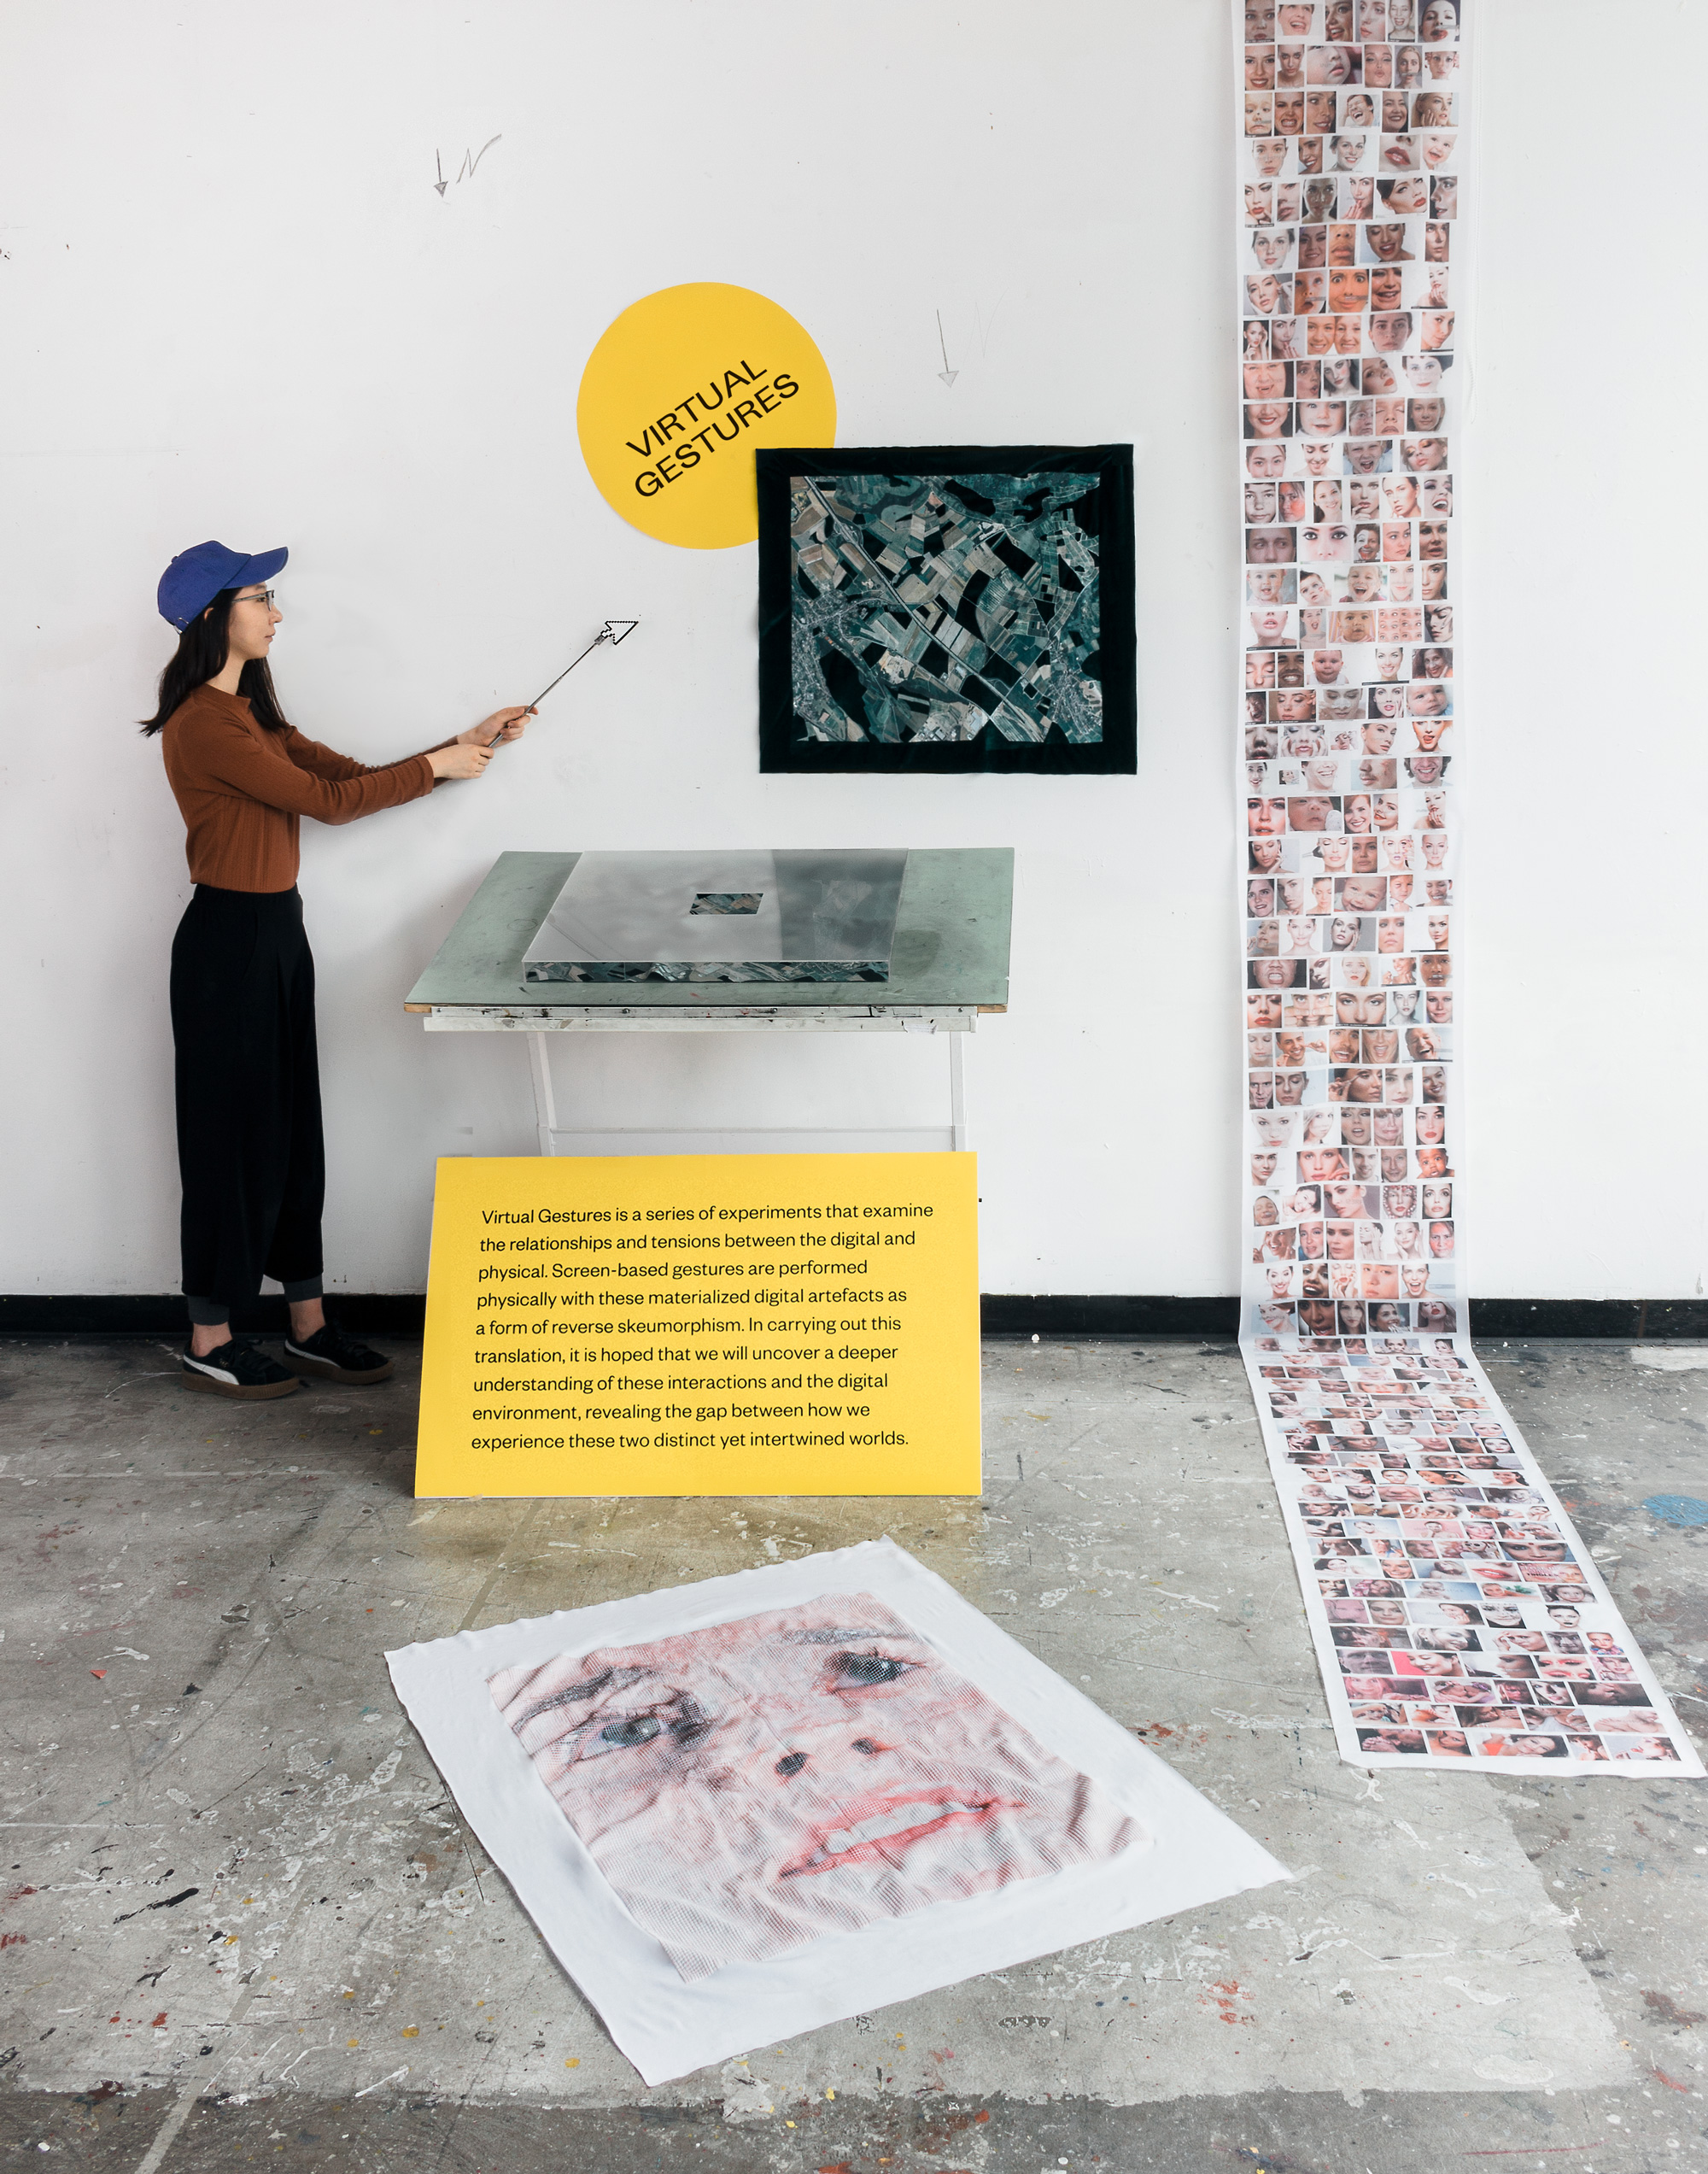 N
VIRTUAL
GESTURES
Virtual Gestures is a series of experiments that examine
the relationships and tensions between the digital and
physical. Screen-based gestures are performed
physically with these materialized digital artefacts as
a form of reverse skeumorphism. In carrying out this
translation, it is hoped that we will uncover a deeper
understanding of these interactions and the digital
environment, revealing the gap between how we
experience these two distinct yet intertwined worlds.